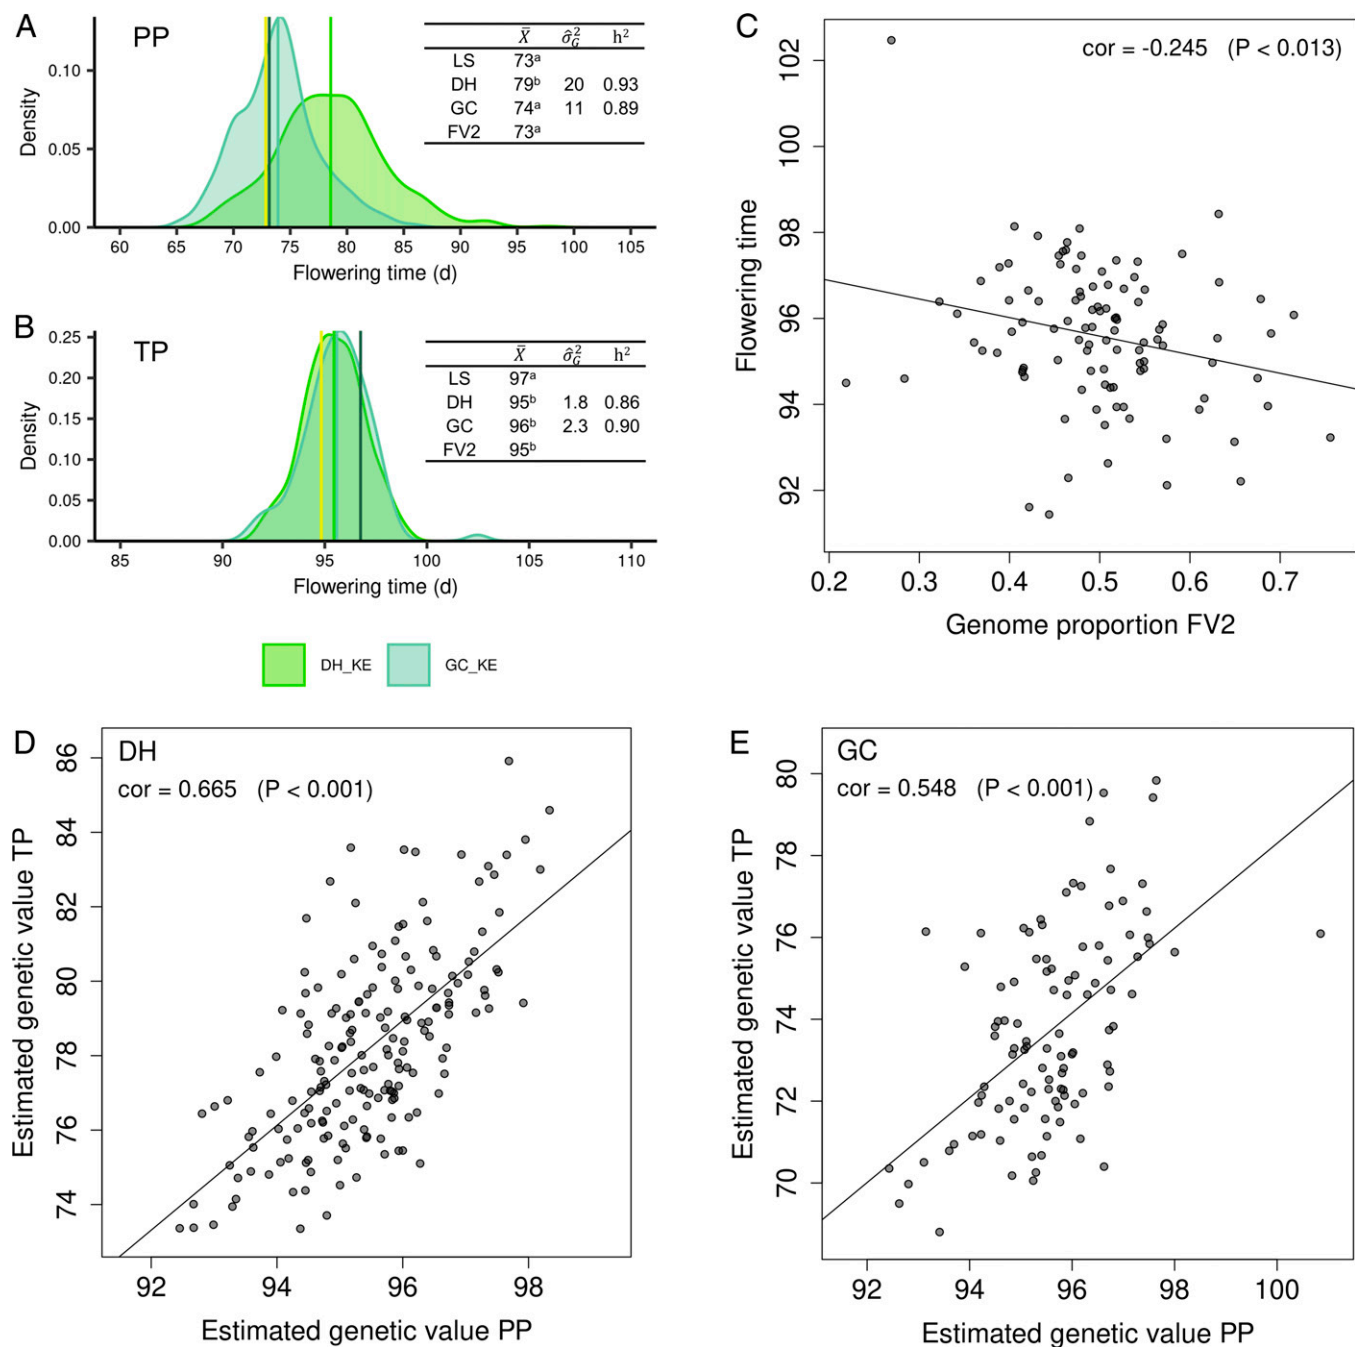 A
PP
X̄ σ̂²G h²
LS 73ᵃ
DH 79ᵇ 20 0.93
GC 74ᵃ 11 0.89
FV2 73ᵃ
Density
0.10
0.05
0.00
60 65 70 75 80 85 90 95 100 105
Flowering time (d)
B
TP
X̄ σ̂²G h²
LS 97ᵃ
DH 95ᵇ 1.8 0.86
GC 96ᵇ 2.3 0.90
FV2 95ᵇ
Density
0.25
0.20
0.15
0.10
0.05
0.00
85 90 95 100 105 110
Flowering time (d)
DH_KE GC_KE
C
cor = -0.245 (P < 0.013)
Flowering time
102
100
98
96
94
92
0.2 0.3 0.4 0.5 0.6 0.7
Genome proportion FV2
D
DH
cor = 0.665 (P < 0.001)
Estimated genetic value TP
86
84
82
80
78
76
74
92 94 96 98
Estimated genetic value PP
E
GC
cor = 0.548 (P < 0.001)
Estimated genetic value TP
80
78
76
74
72
70
92 94 96 98 100
Estimated genetic value PP